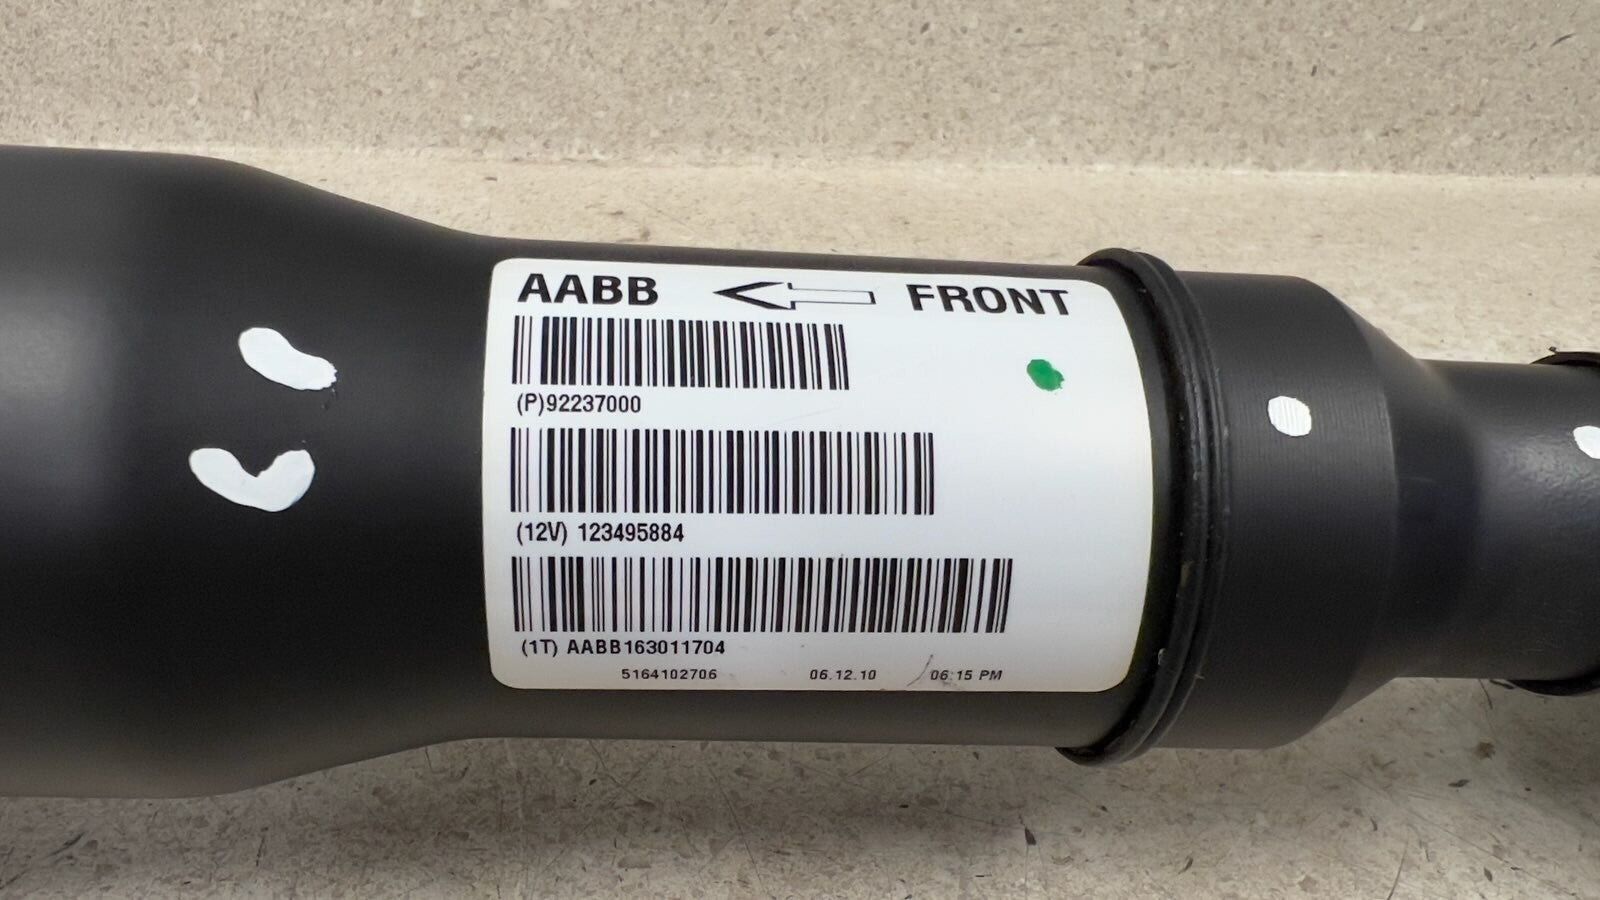 AABB FRONT
(P)92237000
(12V) 123495884
(1T) AABB163011704
5164102706 06.12.10 06:15 PM